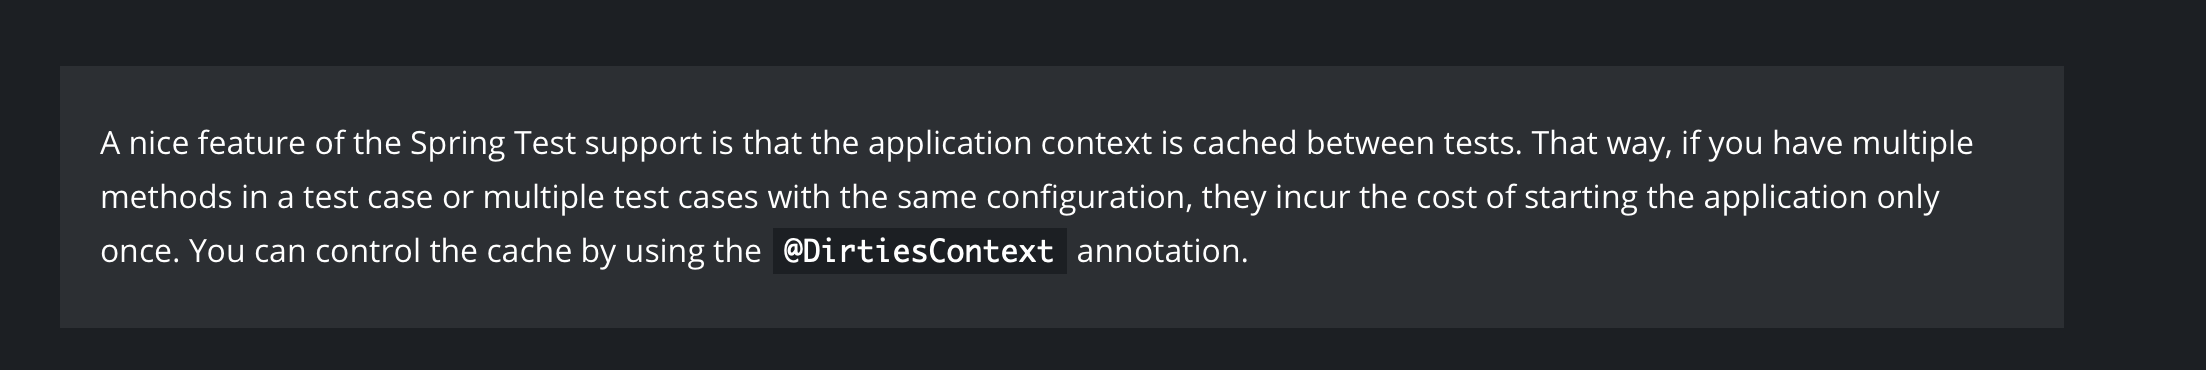 A nice feature of the Spring Test support is that the application context is cached between tests. That way, if you have multiple
methods in a test case or multiple test cases with the same configuration, they incur the cost of starting the application only
once. You can control the cache by using the @DirtiesContext annotation.